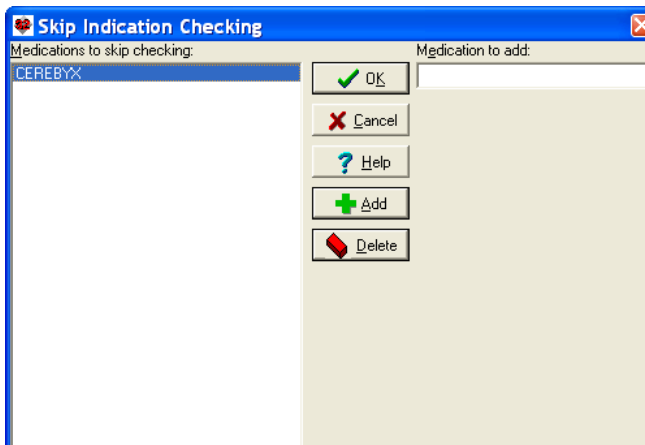 Skip Indication Checking
Medications to skip checking:
CEREBYX
OK
Cancel
Help
Add
Delete
Medication to add: